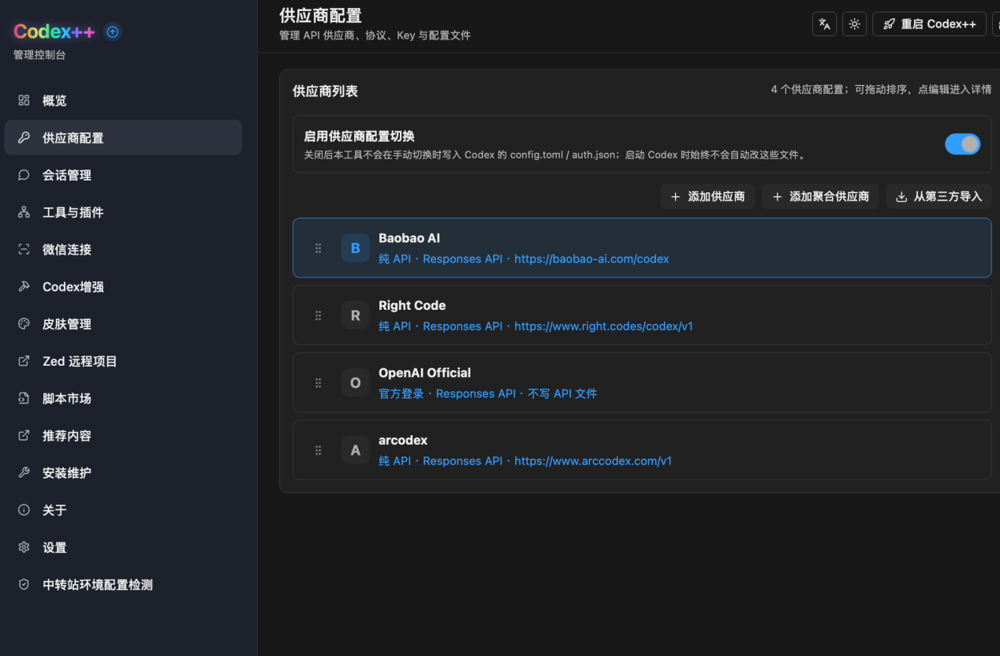 Codex++
管理控制台
概览
供应商配置
会话管理
工具与插件
微信连接
Codex增强
皮肤管理
Zed 远程项目
脚本市场
推荐内容
安装维护
关于
设置
中转站环境配置检测
供应商配置
管理 API 供应商、协议、Key 与配置文件
重启 Codex++
供应商列表
4 个供应商配置；可拖动排序，点编辑进入详情
启用供应商配置切换
关闭后本工具不会在手动切换时写入 Codex 的 config.toml / auth.json；启动 Codex 时始终不会自动改这些文件。
添加供应商
添加聚合供应商
从第三方导入
B
Baobao AI
纯 API · Responses API · https://baobao-ai.com/codex
R
Right Code
纯 API · Responses API · https://www.right.codes/codex/v1
O
OpenAI Official
官方登录 · Responses API · 不写 API 文件
A
arcodex
纯 API · Responses API · https://www.arccodex.com/v1